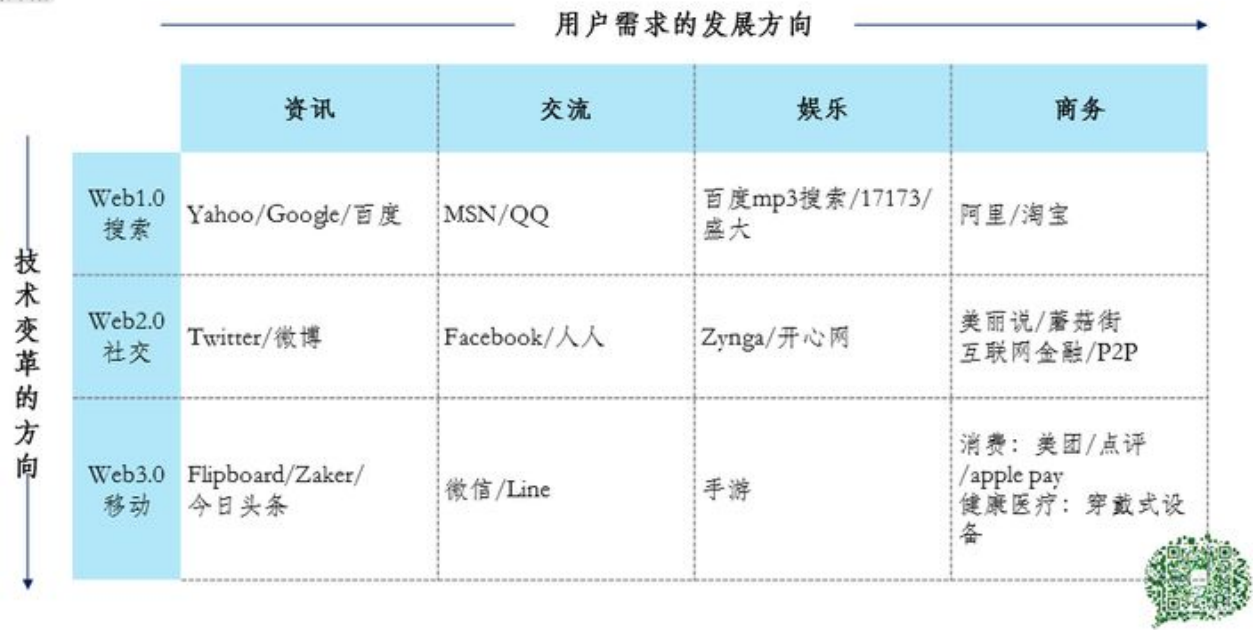 用户需求的发展方向
资讯
交流
娱乐
商务
技术变革的方向
Web1.0
搜索
Yahoo/Google/百度
MSN/QQ
百度mp3搜索/17173/
盛大
阿里/淘宝
Web2.0
社交
Twitter/微博
Facebook/人人
Zynga/开心网
美丽说/蘑菇街
互联网金融/P2P
Web3.0
移动
Flipboard/Zaker/
今日头条
微信/Line
手游
消费：美团/点评
/apple pay
健康医疗：穿戴式设
备